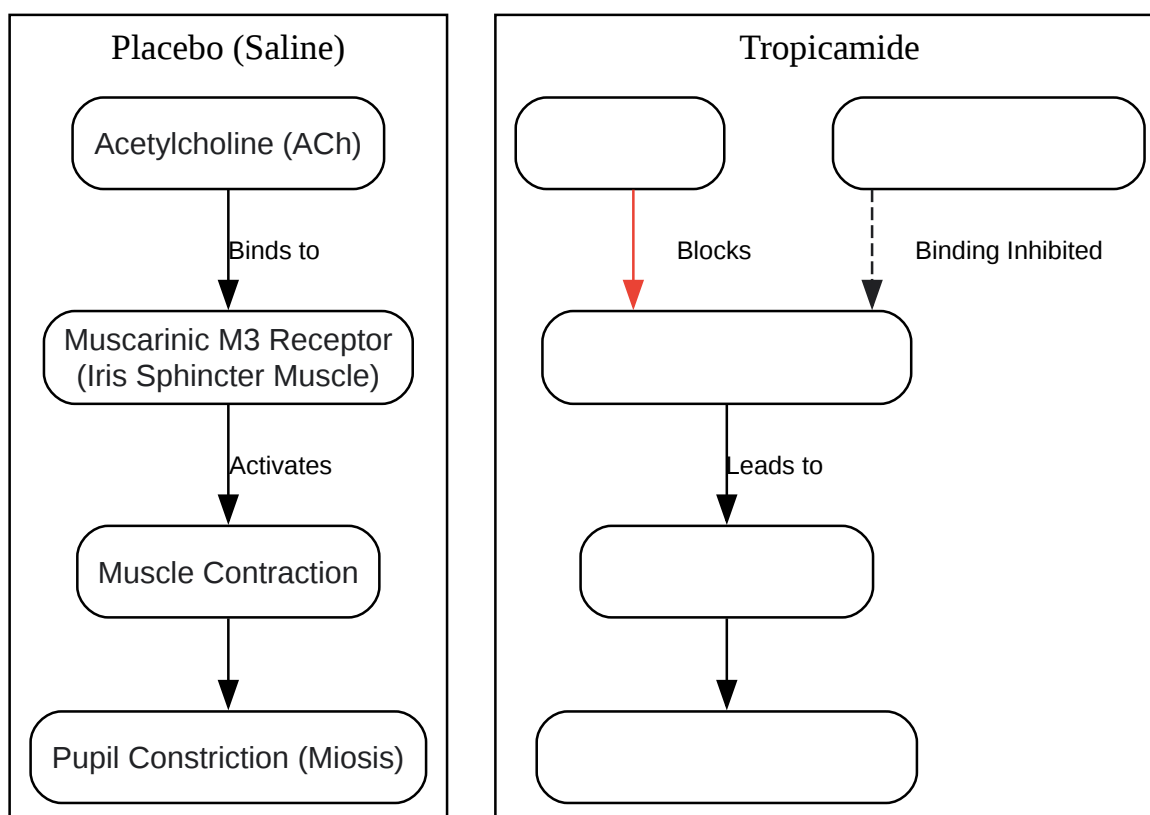 Placebo (Saline)
Acetylcholine (ACh)
Binds to
Muscarinic M3 Receptor
(Iris Sphincter Muscle)
Activates
Muscle Contraction
Pupil Constriction (Miosis)
Tropicamide
Blocks
Binding Inhibited
Leads to